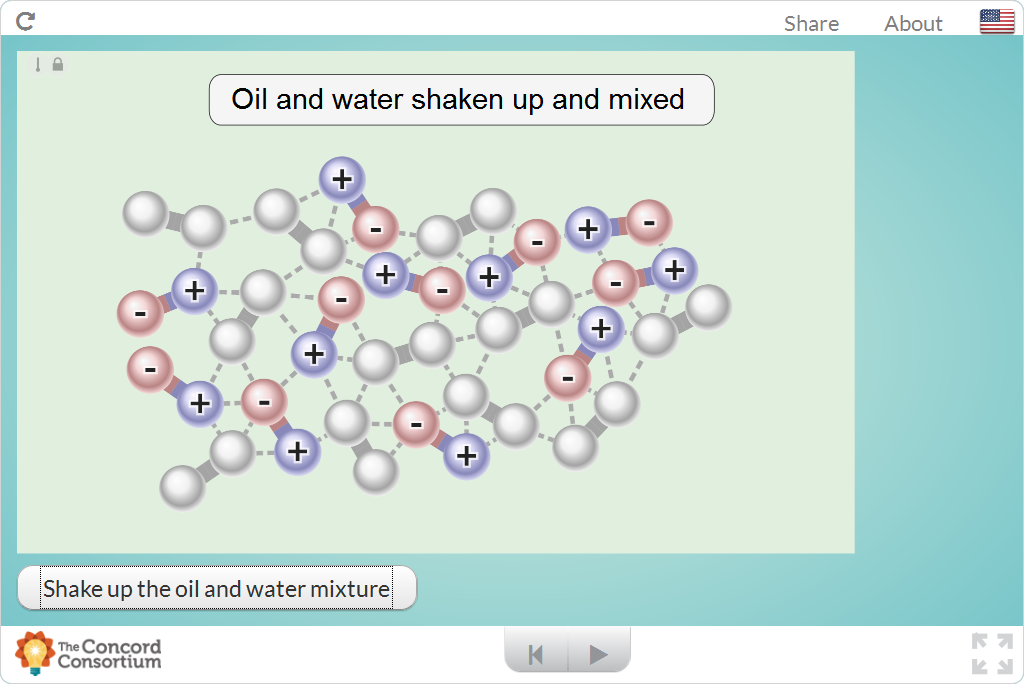 Share About
Oil and water shaken up and mixed
+
+ -
-
+ -
- + +
+ - +
- - +
+ -
- -
+ - -
+ +
Shake up the oil and water mixture
The Concord
Consortium